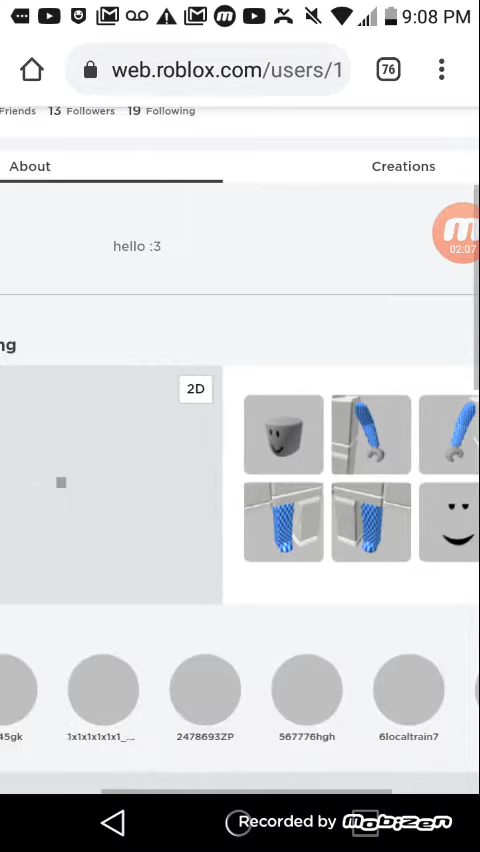 9:08 PM
web.roblox.com/users/1
76
Friends 13 Followers 19 Following
About Creations
hello :3
02:07
ng
2D
45gk 1x1x1x1x1x1_... 2478693ZP 567776hgh 6localtrain7
Recorded by Mobizen